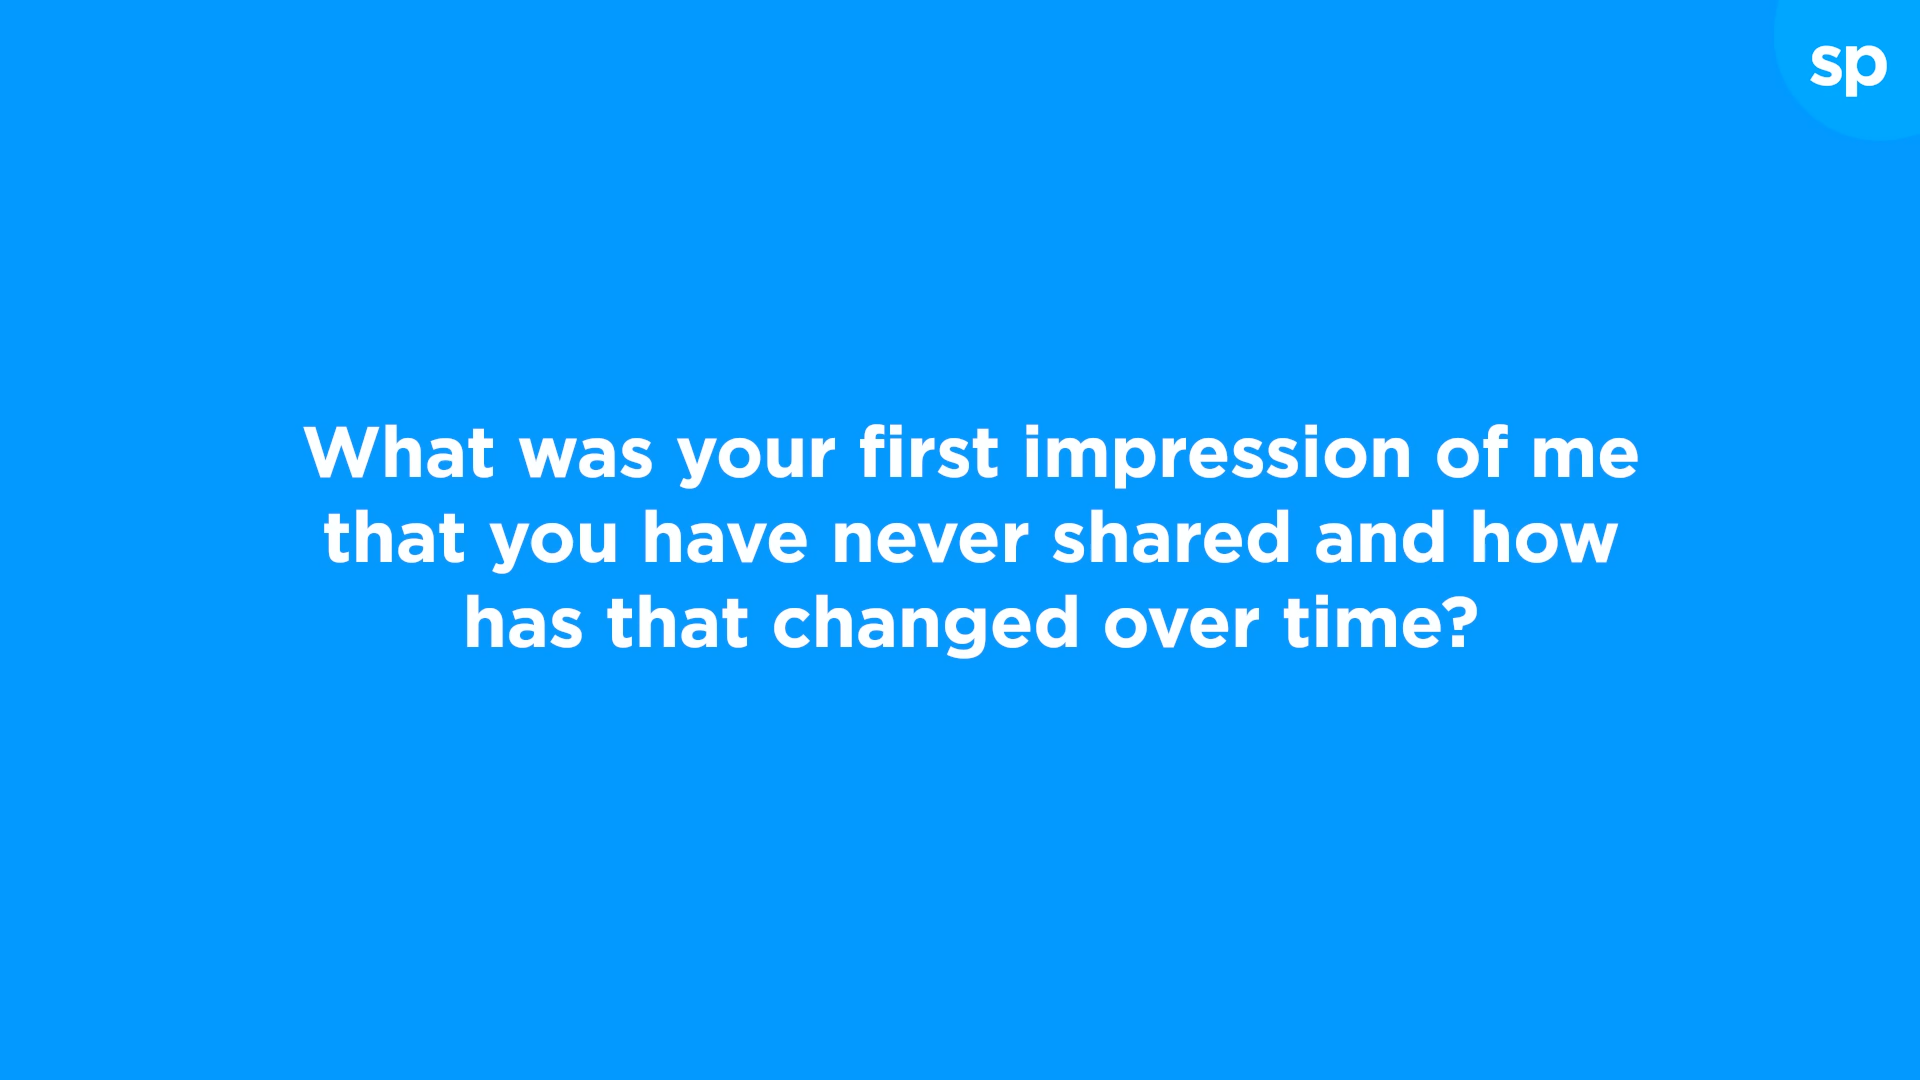 sp
What was your first impression of me
that you have never shared and how
has that changed over time?